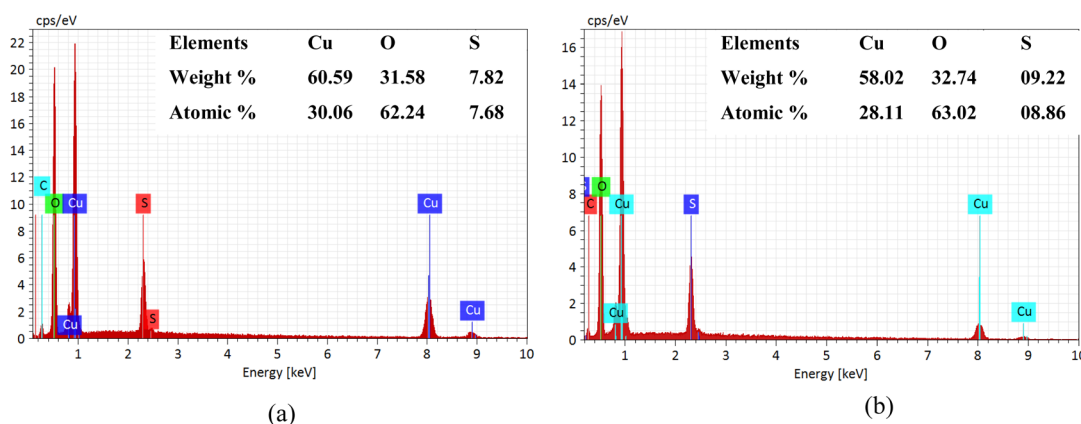 cps/eV
22
20
18
16
14
12
10
8
6
4
2
0
Elements Cu O S
Weight % 60.59 31.58 7.82
Atomic % 30.06 62.24 7.68
C
O
Cu
S
Cu
Cu
S
Cu
1 2 3 4 5 6 7 8 9 10
Energy [keV]
(a)
cps/eV
16
14
12
10
8
6
4
2
0
Elements Cu O S
Weight % 58.02 32.74 09.22
Atomic % 28.11 63.02 08.86
O
C
Cu
S
Cu
Cu
Cu
1 2 3 4 5 6 7 8 9 10
Energy [keV]
(b)